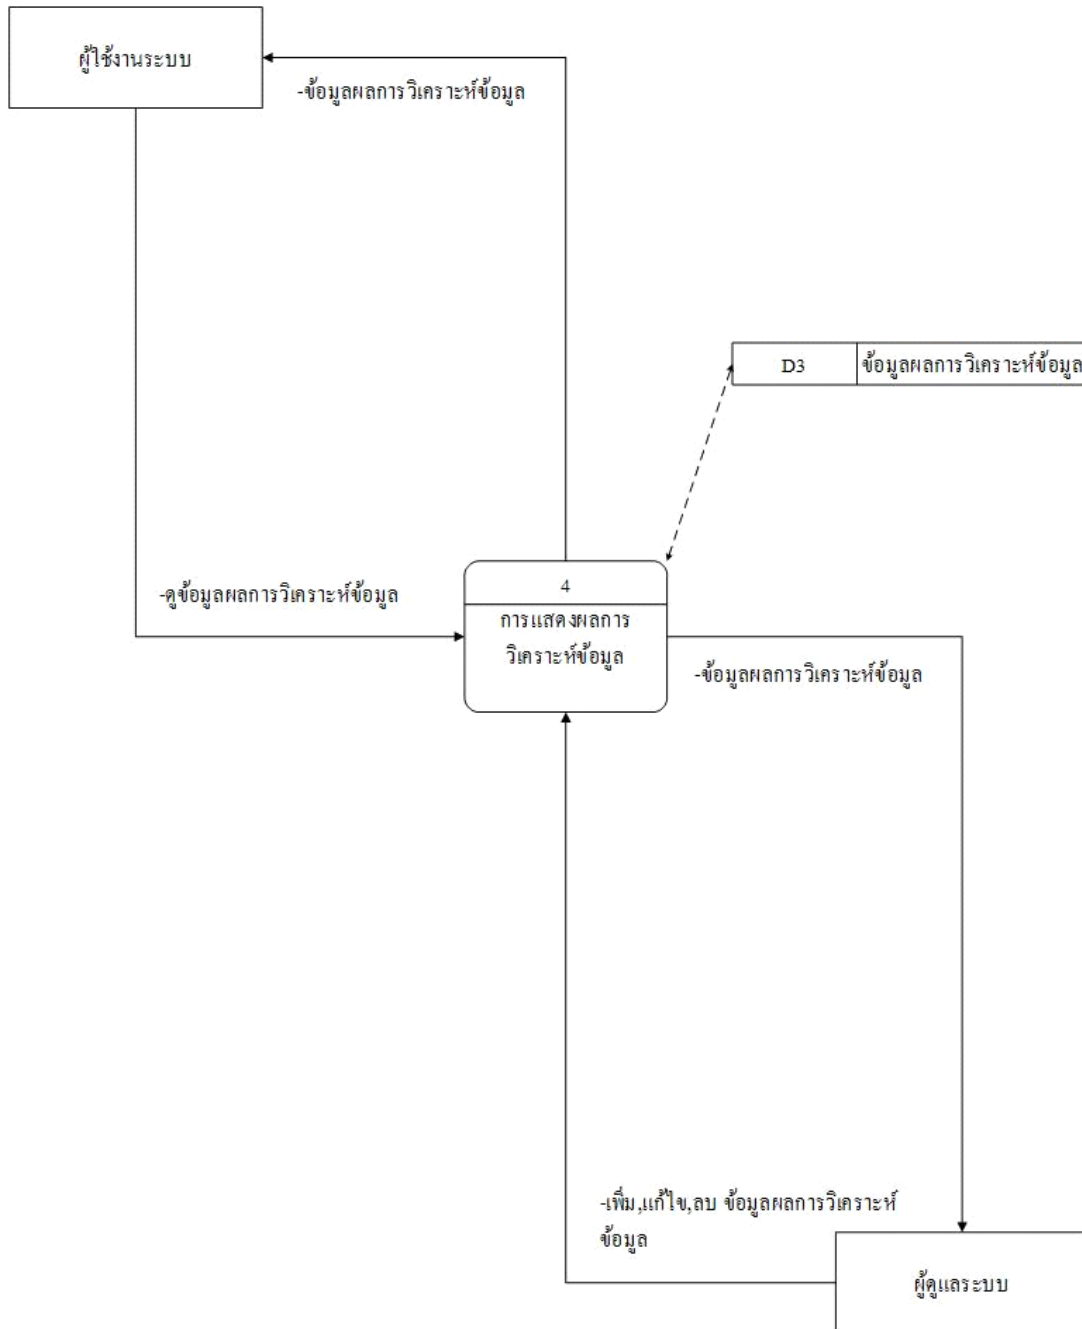 ผู้ใช้งานระบบ
-ข้อมูลผลการวิเคราะห์ข้อมูล
D3
ข้อมูลผลการวิเคราะห์ข้อมูล
-ดูข้อมูลผลการวิเคราะห์ข้อมูล
4
การแสดงผลการ
วิเคราะห์ข้อมูล
-ข้อมูลผลการวิเคราะห์ข้อมูล
-เพิ่ม,แก้ไข,ลบ ข้อมูลผลการวิเคราะห์
ข้อมูล
ผู้ดูแลระบบ